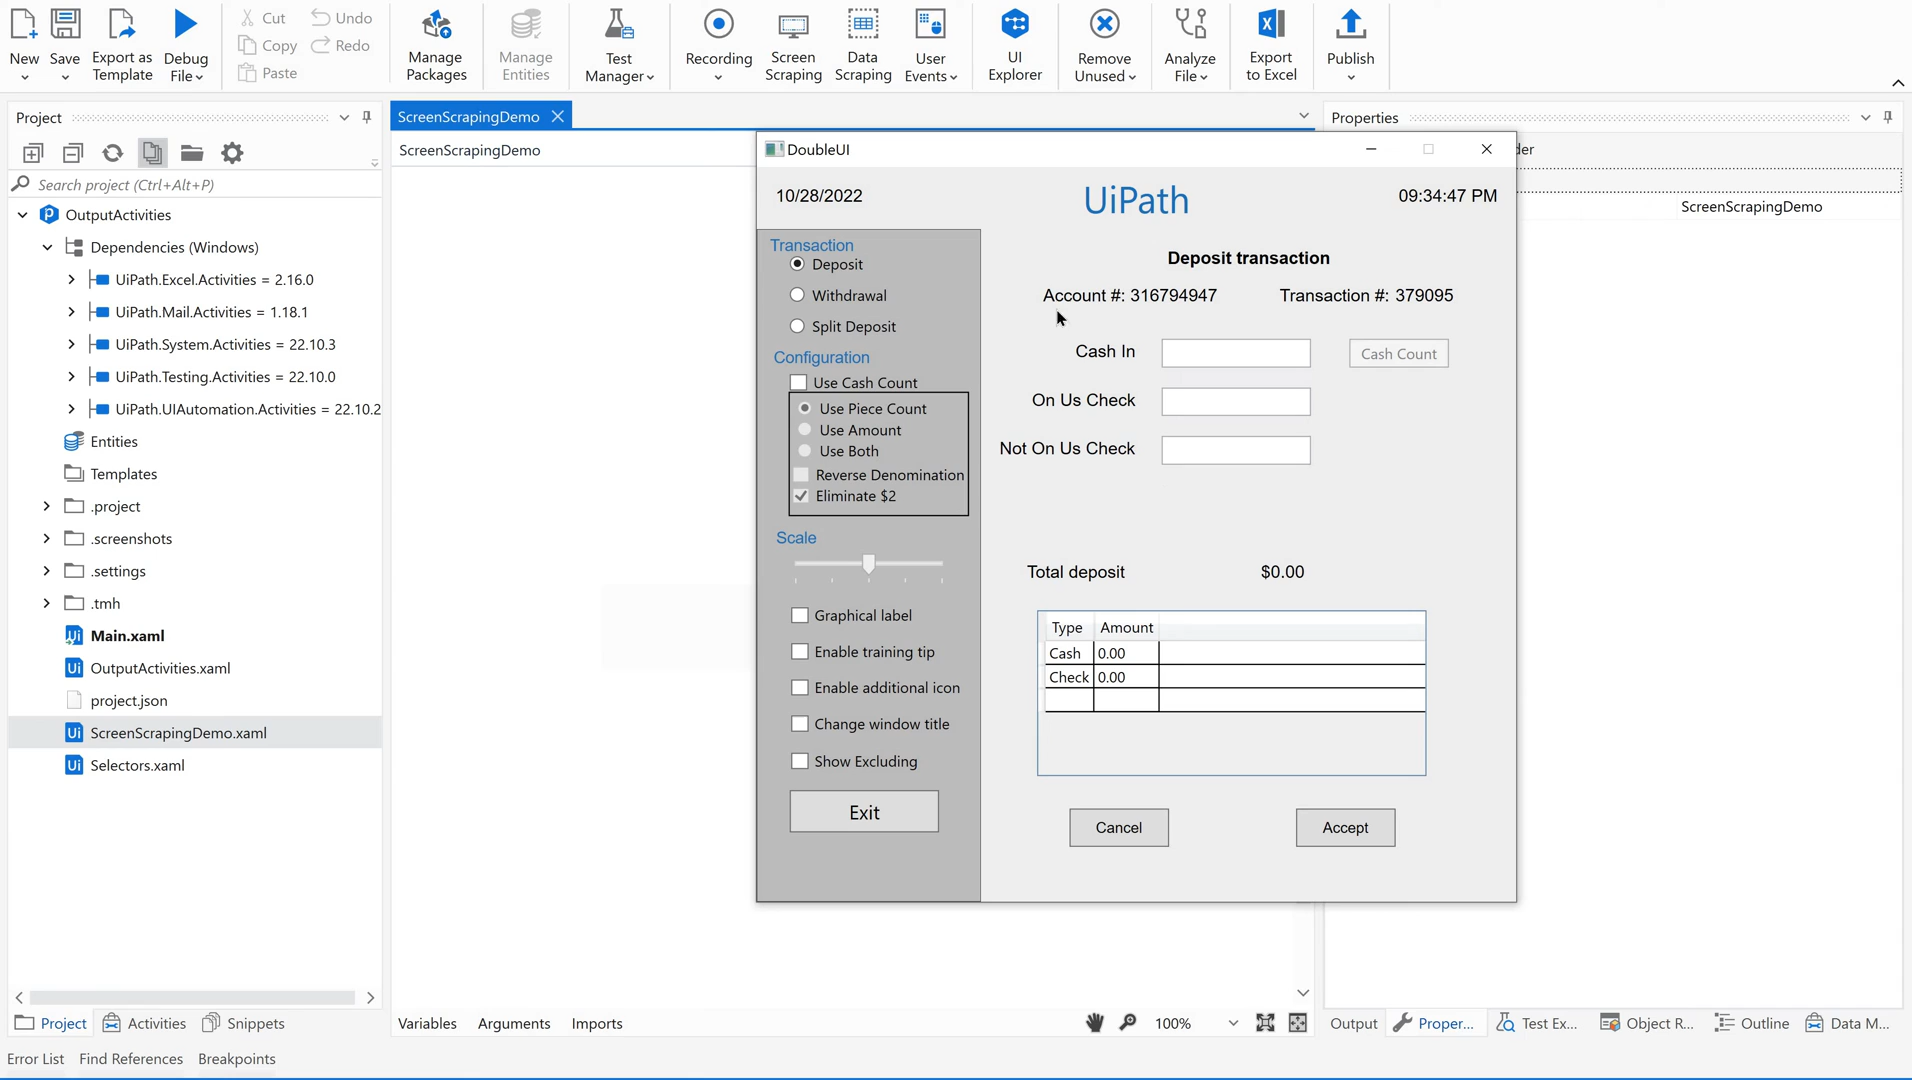 New
Save
Export as
Template
Debug
File
Cut
Copy
Paste
Undo
Redo
Manage
Packages
Manage
Entities
Test
Manager
Recording
Screen
Scraping
Data
Scraping
User
Events
UI
Explorer
Remove
Unused
Analyze
File
Export
to Excel
Publish
Project
Search project (Ctrl+Alt+P)
OutputActivities
Dependencies (Windows)
UiPath.Excel.Activities = 2.16.0
UiPath.Mail.Activities = 1.18.1
UiPath.System.Activities = 22.10.3
UiPath.Testing.Activities = 22.10.0
UiPath.UIAutomation.Activities = 22.10.2
Entities
Templates
.project
.screenshots
.settings
.tmh
Main.xaml
OutputActivities.xaml
project.json
ScreenScrapingDemo.xaml
Selectors.xaml
Project
Activities
Snippets
Error List
Find References
Breakpoints
ScreenScrapingDemo
ScreenScrapingDemo
DoubleUI
10/28/2022
UiPath
09:34:47 PM
Transaction
Deposit
Withdrawal
Split Deposit
Configuration
Use Cash Count
Use Piece Count
Use Amount
Use Both
Reverse Denomination
Eliminate $2
Scale
Graphical label
Enable training tip
Enable additional icon
Change window title
Show Excluding
Exit
Deposit transaction
Account #: 316794947
Transaction #: 379095
Cash In
Cash Count
On Us Check
Not On Us Check
Total deposit
$0.00
Type Amount
Cash 0.00
Check 0.00
Cancel
Accept
Variables
Arguments
Imports
100%
Properties
der
ScreenScrapingDemo
Output
Proper...
Test Ex...
Object R...
Outline
Data M...